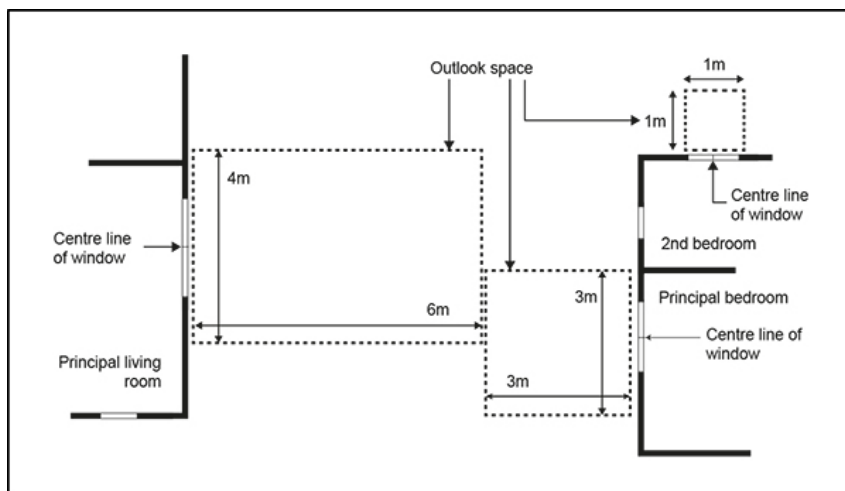 Outlook space
1m
1m
4m
Centre line
of window
Centre line
of window
2nd bedroom
3m
Principal bedroom
6m
Centre line of
window
Principal living
room
3m